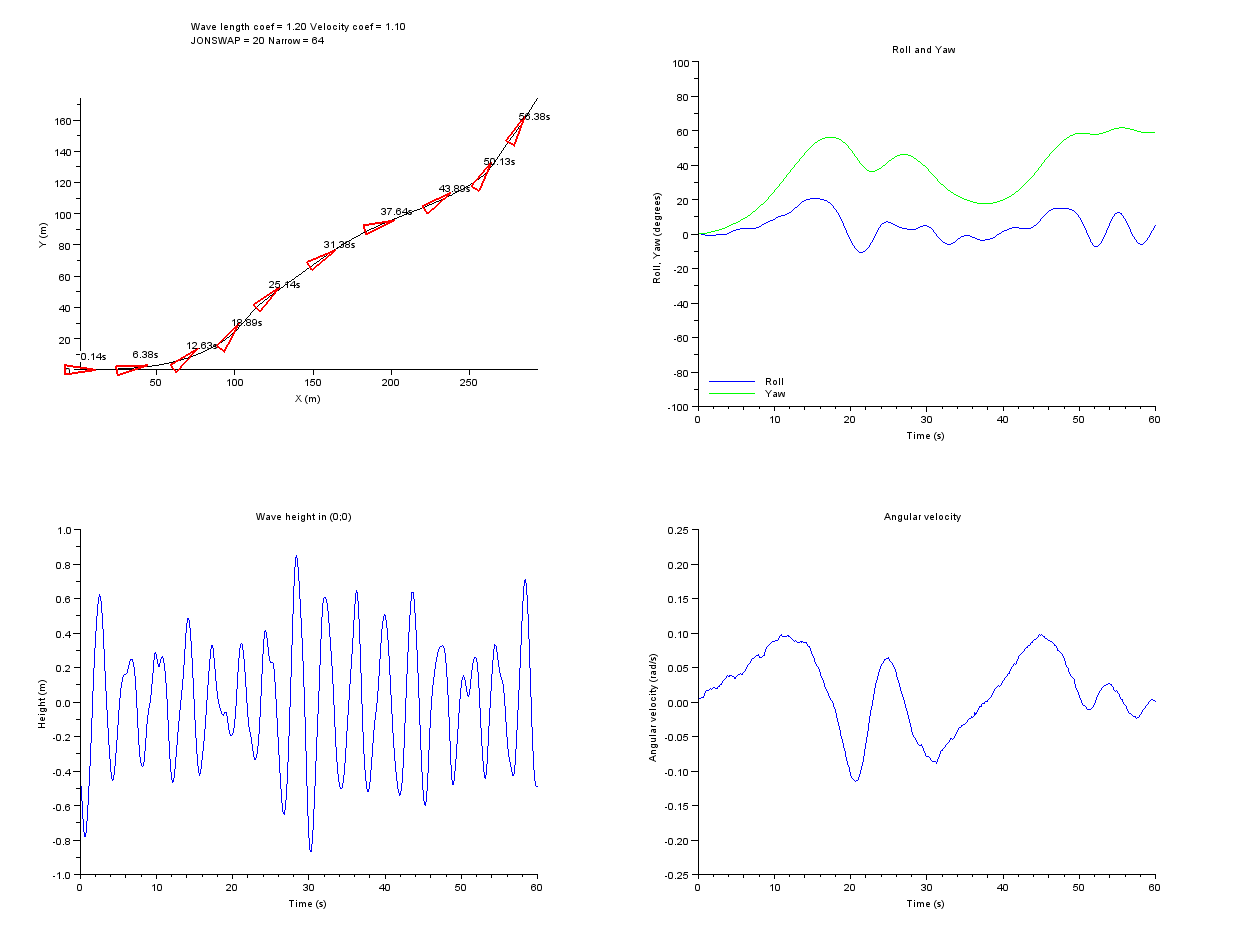 Wave length coef = 1.20 Velocity coef = 1.10
JONSWAP = 20 Narrow = 64
160
140
120
100
80
60
40
20
Y (m)
0.14s
6.38s
12.63s
18.89s
25.14s
31.38s
37.64s
43.89s
50.13s
56.38s
50
100
150
200
250
X (m)
Roll and Yaw
100
80
60
40
20
0
-20
-40
-60
-80
-100
Roll, Yaw (degrees)
Roll
Yaw
0
10
20
30
40
50
60
Time (s)
Wave height in (0;0)
1.0
0.8
0.6
0.4
0.2
0.0
-0.2
-0.4
-0.6
-0.8
-1.0
Height (m)
0
10
20
30
40
50
60
Time (s)
Angular velocity
0.25
0.20
0.15
0.10
0.05
0.00
-0.05
-0.10
-0.15
-0.20
-0.25
Angular velocity (rad/s)
0
10
20
30
40
50
60
Time (s)